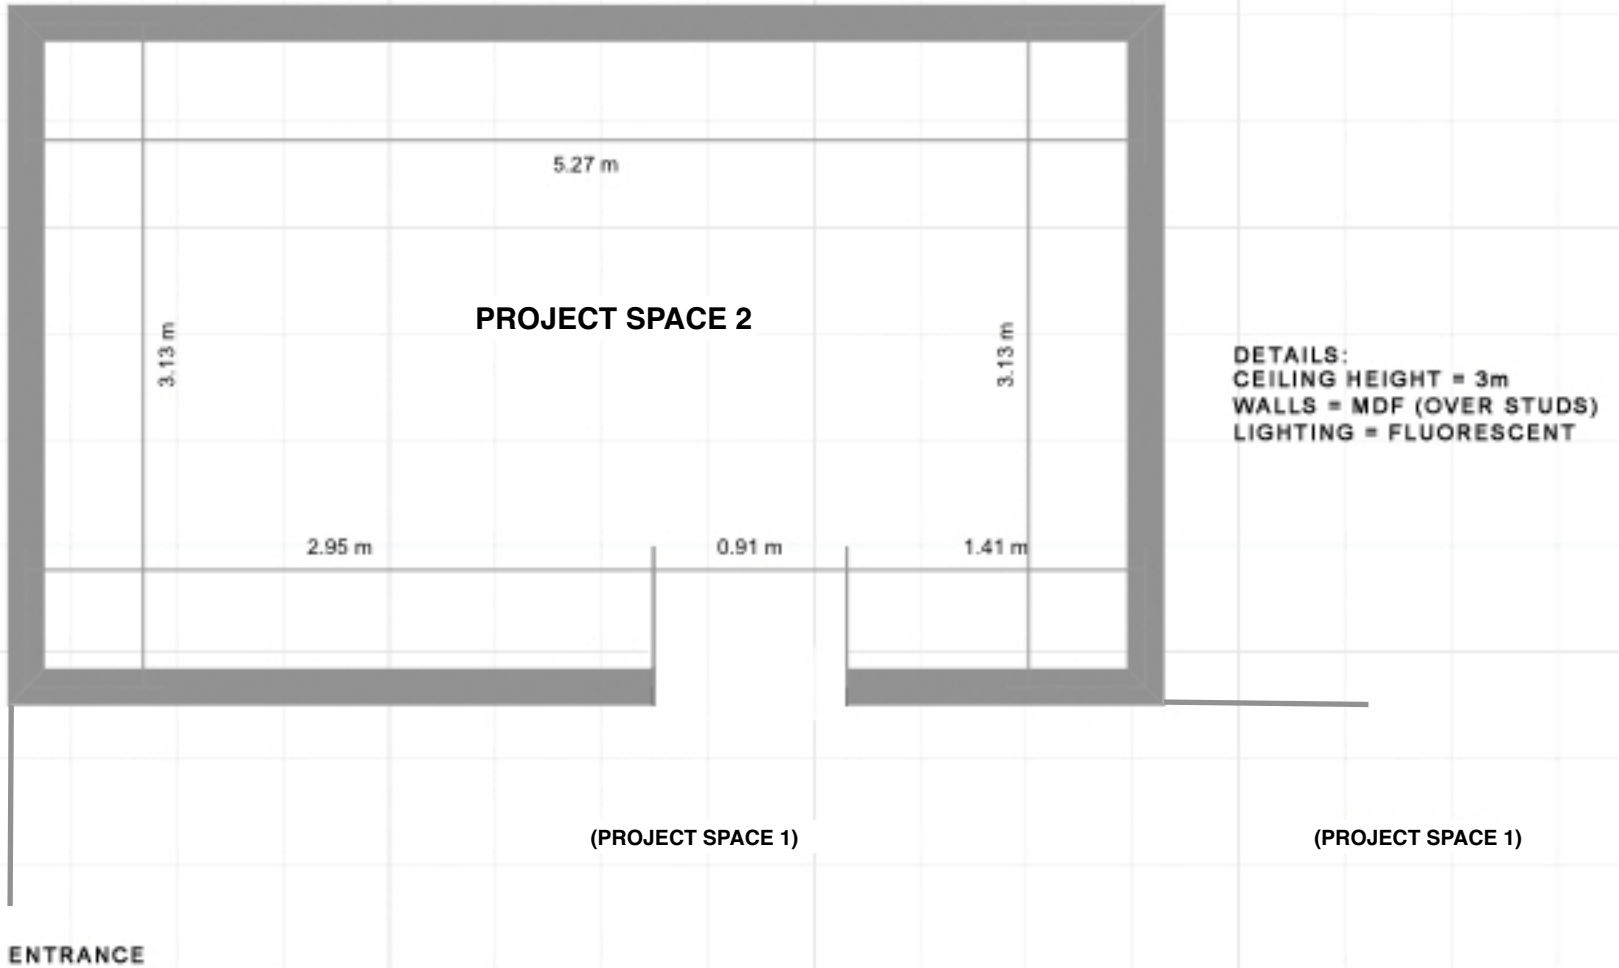 5.27 m
PROJECT SPACE 2
3.13 m
3.13 m
DETAILS:
CEILING HEIGHT = 3m
WALLS = MDF (OVER STUDS)
LIGHTING = FLUORESCENT
2.95 m
0.91 m
1.41 m
(PROJECT SPACE 1)
(PROJECT SPACE 1)
ENTRANCE